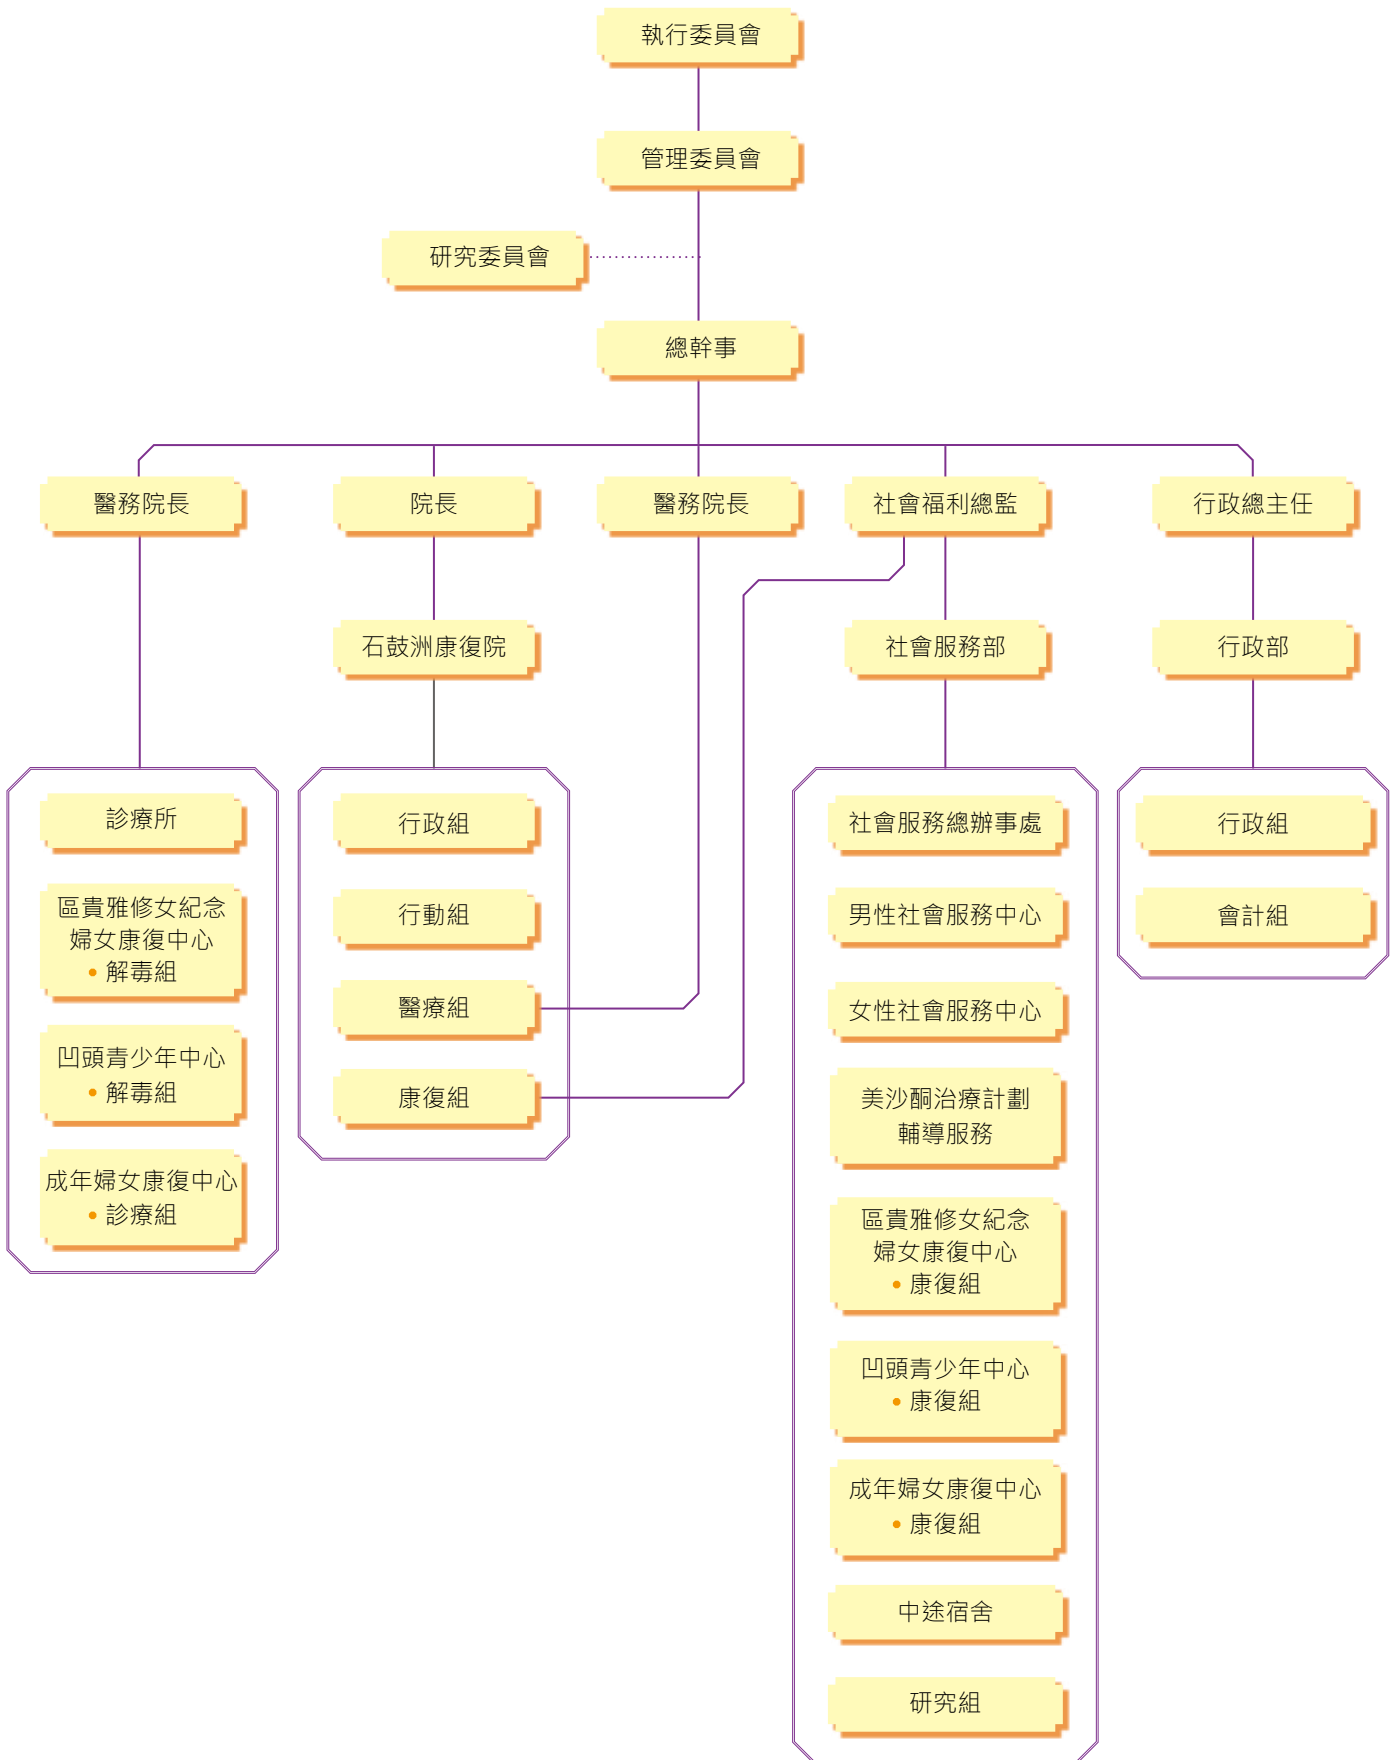 執行委員會
管理委員會
研究委員會
總幹事
醫務院長
院長
醫務院長
社會福利總監
行政總主任
石鼓洲康復院
社會服務部
行政部
診療所
區貴雅修女紀念
婦女康復中心
• 解毒組
凹頭青少年中心
• 解毒組
成年婦女康復中心
• 診療組
行政組
行動組
醫療組
康復組
社會服務總辦事處
男性社會服務中心
女性社會服務中心
美沙酮治療計劃
輔導服務
區貴雅修女紀念
婦女康復中心
• 康復組
凹頭青少年中心
• 康復組
成年婦女康復中心
• 康復組
中途宿舍
研究組
行政組
會計組